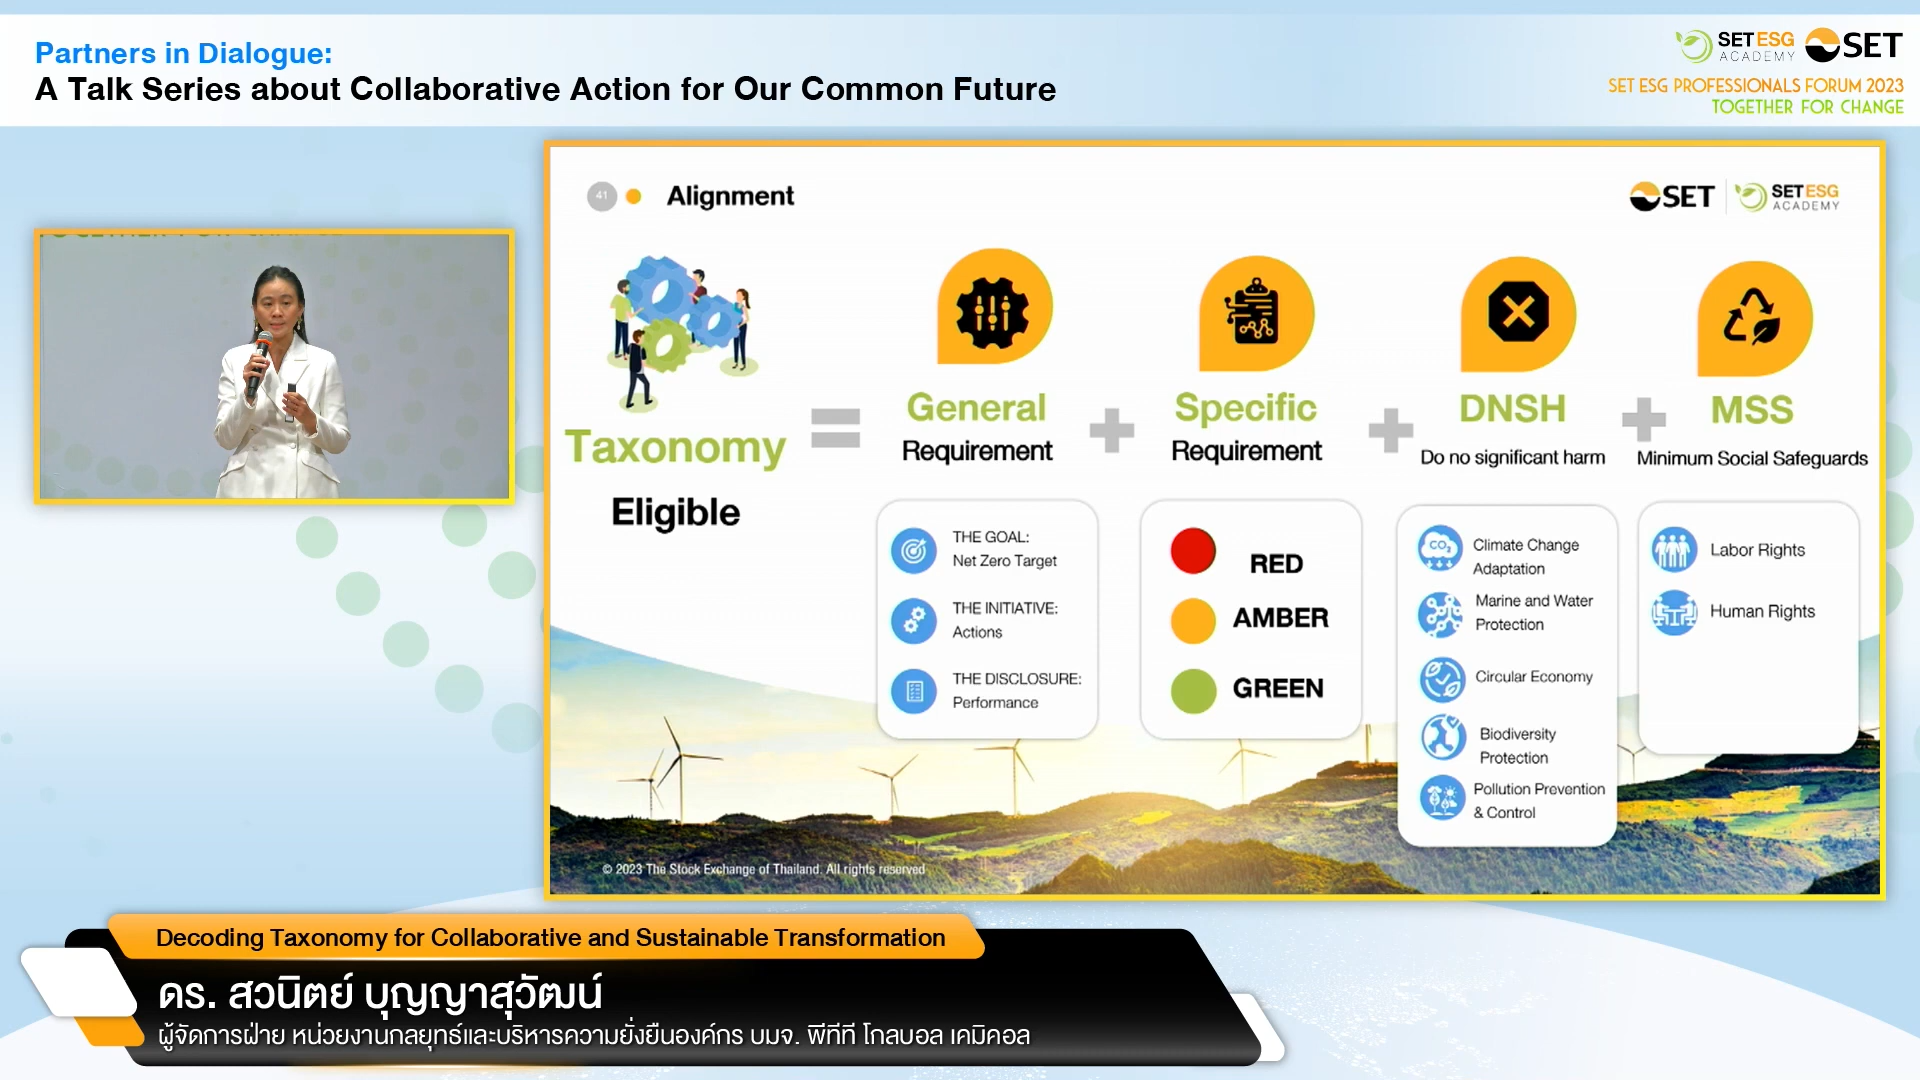 Partners in Dialogue:
A Talk Series about Collaborative Action for Our Common Future
SET ESG
ACADEMY
SET
SET ESG PROFESSIONALS FORUM 2023
TOGETHER FOR CHANGE
41
Alignment
SET
SET ESG
ACADEMY
Taxonomy
Eligible
General
Requirement
Specific
Requirement
DNSH
Do no significant harm
MSS
Minimum Social Safeguards
THE GOAL:
Net Zero Target
THE INITIATIVE:
Actions
THE DISCLOSURE:
Performance
RED
AMBER
GREEN
CO2
Climate Change
Adaptation
Marine and Water
Protection
Circular Economy
Biodiversity
Protection
Pollution Prevention
& Control
Labor Rights
Human Rights
© 2023 The Stock Exchange of Thailand. All rights reserved
Decoding Taxonomy for Collaborative and Sustainable Transformation
ดร. สวนิตย์ บุญญาสุวัฒน์
ผู้จัดการฝ่าย หน่วยงานกลยุทธ์และบริหารความยั่งยืนองค์กร บมจ. พีทีที โกลบอล เคมิคอล